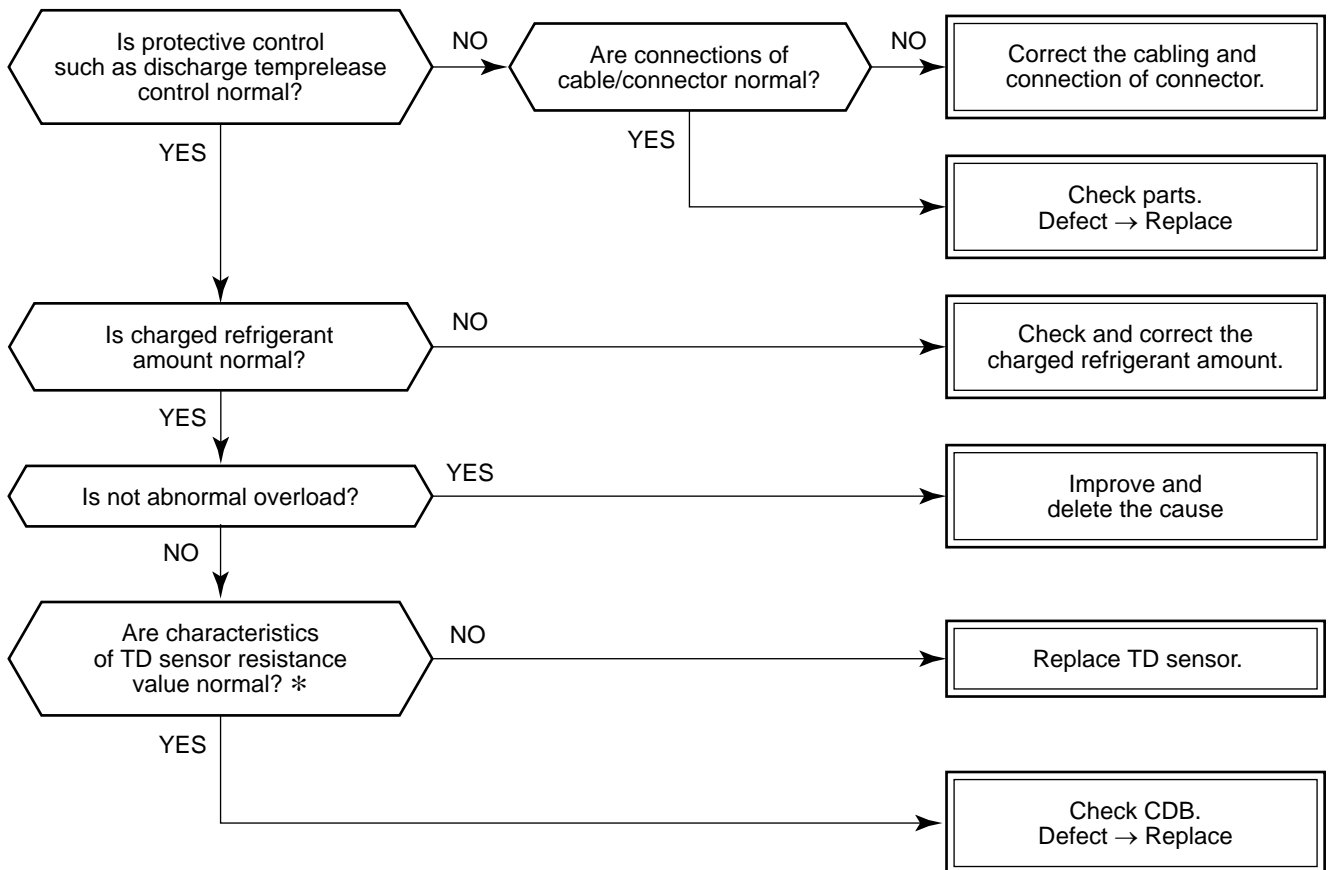 Is protective control
such as discharge temprelease
control normal?
NO
Are connections of
cable/connector normal?
NO
Correct the cabling and
connection of connector.
YES
YES
Check parts.
Defect → Replace
Is charged refrigerant
amount normal?
NO
Check and correct the
charged refrigerant amount.
YES
Is not abnormal overload?
YES
Improve and
delete the cause
NO
Are characteristics
of TD sensor resistance
value normal? *
NO
Replace TD sensor.
YES
Check CDB.
Defect → Replace